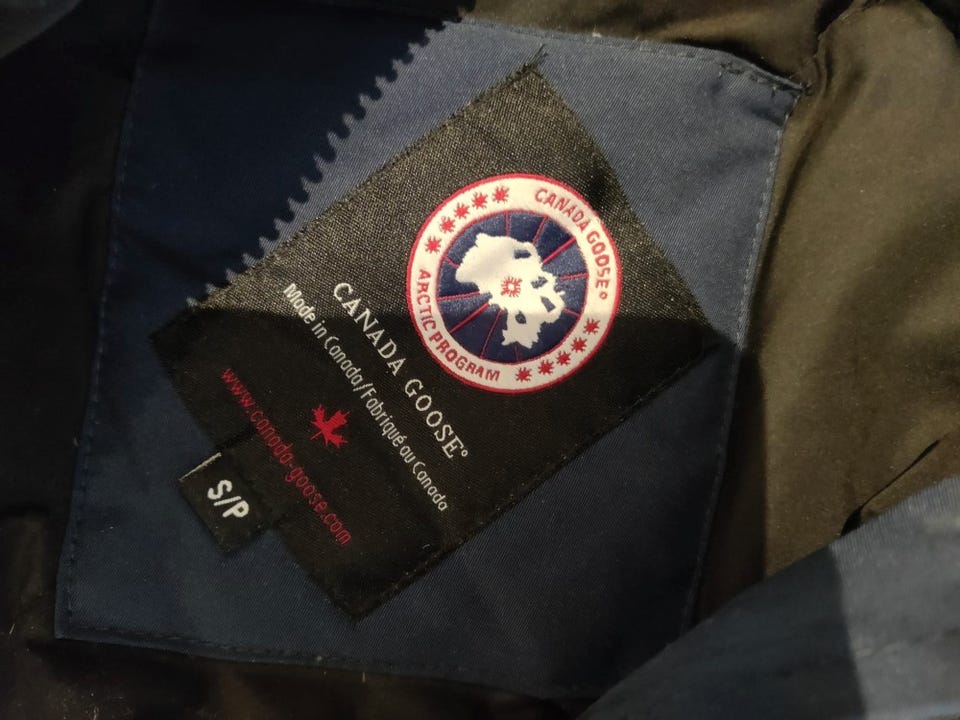 CANADA GOOSE®
ARCTIC PROGRAM
CANADA GOOSE®
Made in Canada/Fabriqué au Canada
www.canada-goose.com
S/P